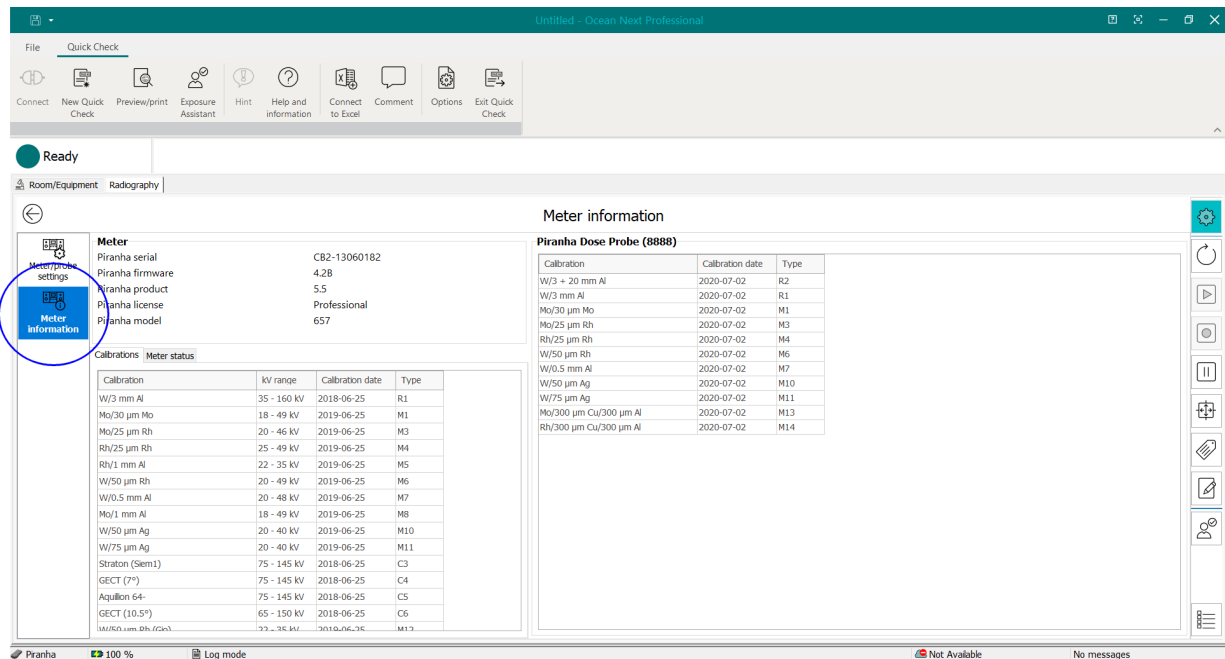 Untitled - Ocean Next Professional
File Quick Check
Connect New Quick Check Preview/print Exposure Assistant Hint Help and information Connect to Excel Comment Options Exit Quick Check
Ready
Room/Equipment Radiography
Meter information
Meter/probe settings
Meter information
Meter
Piranha serial CB2-13060182
Piranha firmware 4.2B
Piranha product 5.5
Piranha license Professional
Piranha model 657
Calibrations Meter status
Calibration kV range Calibration date Type
W/3 mm Al 35 - 160 kV 2018-06-25 R1
Mo/30 µm Mo 18 - 49 kV 2019-06-25 M1
Mo/25 µm Rh 20 - 46 kV 2019-06-25 M3
Rh/25 µm Rh 25 - 49 kV 2019-06-25 M4
Rh/1 mm Al 22 - 35 kV 2019-06-25 M5
W/50 µm Rh 20 - 49 kV 2019-06-25 M6
W/0.5 mm Al 20 - 48 kV 2019-06-25 M7
Mo/1 mm Al 18 - 49 kV 2019-06-25 M8
W/50 µm Ag 20 - 40 kV 2019-06-25 M10
W/75 µm Ag 20 - 40 kV 2019-06-25 M11
Straton (Siem1) 75 - 145 kV 2018-06-25 C3
GECT (7°) 75 - 145 kV 2018-06-25 C4
Aquilion 64- 75 - 145 kV 2018-06-25 C5
GECT (10.5°) 65 - 150 kV 2018-06-25 C6
W/50 µm Rh (Gio) 22 - 35 kV 2019-06-25 M12
Piranha Dose Probe (8888)
Calibration Calibration date Type
W/3 + 20 mm Al 2020-07-02 R2
W/3 mm Al 2020-07-02 R1
Mo/30 µm Mo 2020-07-02 M1
Mo/25 µm Rh 2020-07-02 M3
Rh/25 µm Rh 2020-07-02 M4
W/50 µm Rh 2020-07-02 M6
W/0.5 mm Al 2020-07-02 M7
W/50 µm Ag 2020-07-02 M10
W/75 µm Ag 2020-07-02 M11
Mo/300 µm Cu/300 µm Al 2020-07-02 M13
Rh/300 µm Cu/300 µm Al 2020-07-02 M14
Piranha 100 % Log mode Not Available No messages